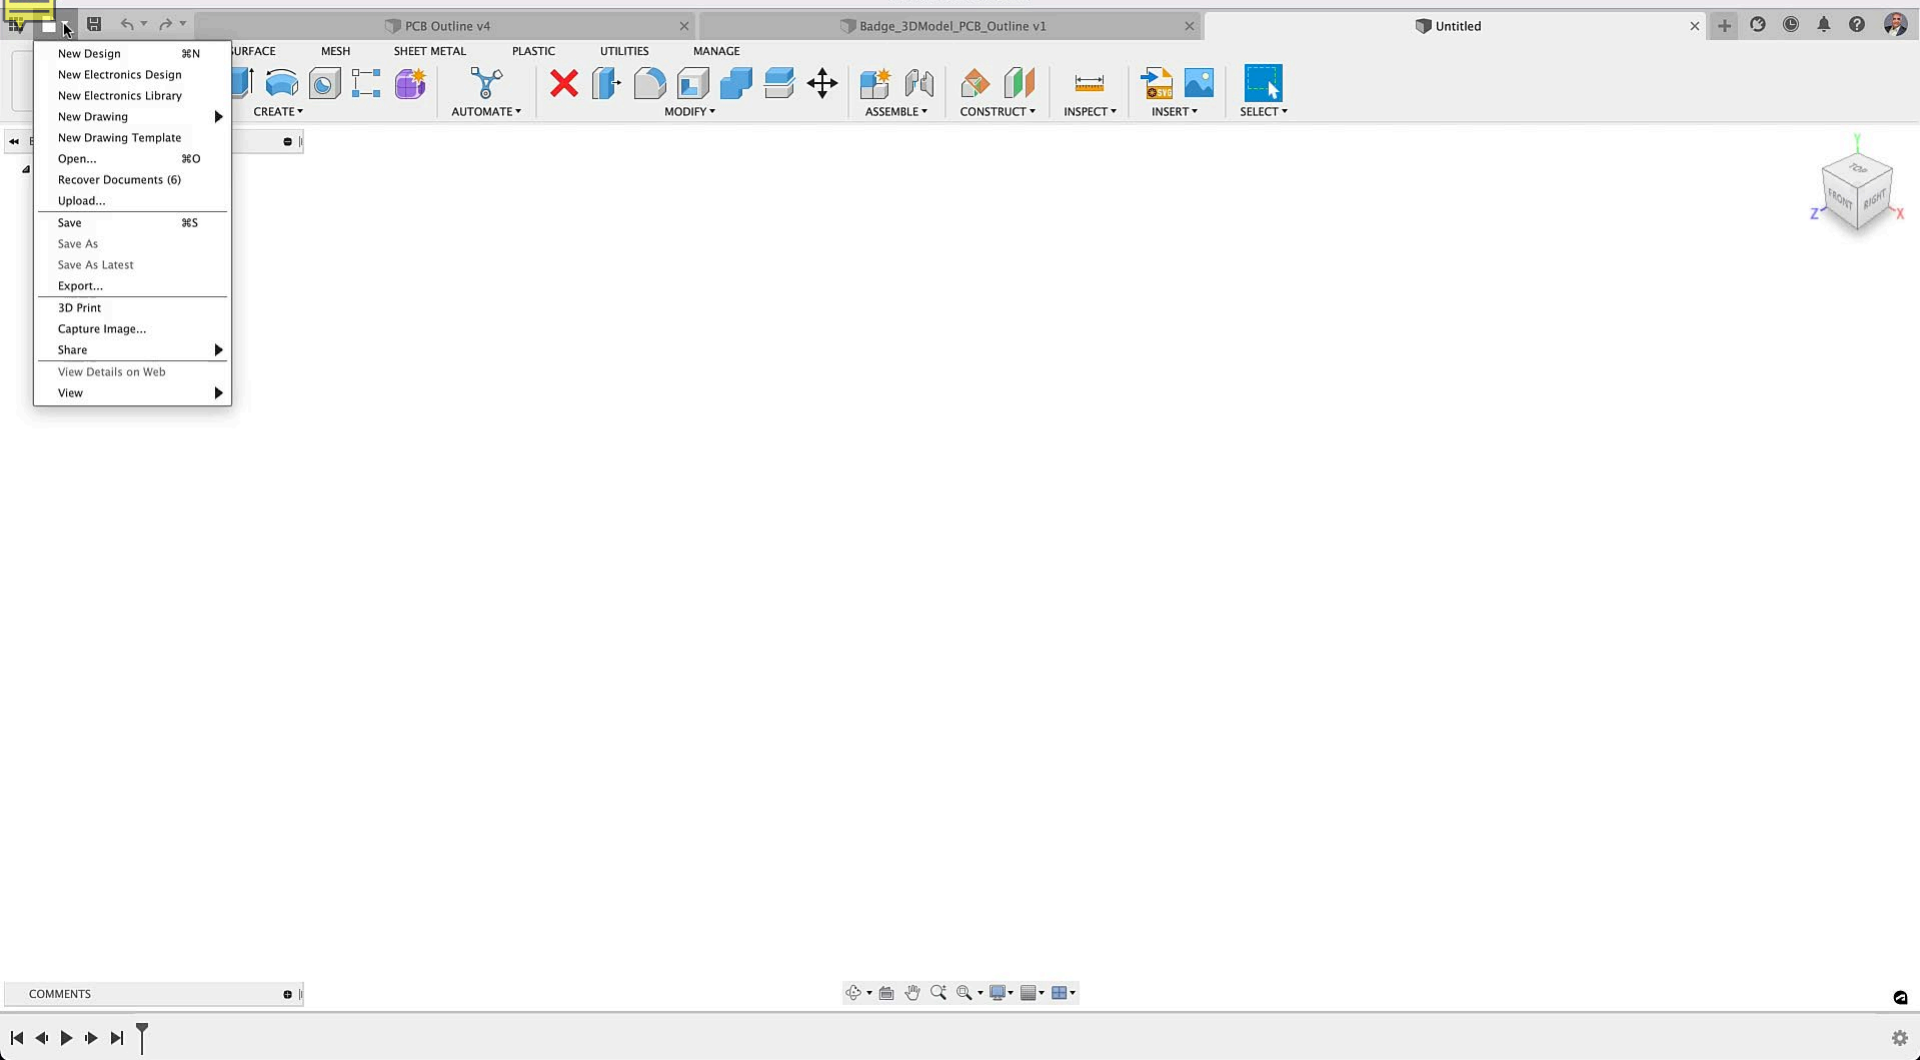 PCB Outline v4
Badge_3DModel_PCB_Outline v1
Untitled
SURFACE MESH SHEET METAL PLASTIC UTILITIES MANAGE
CREATE▾ AUTOMATE▾ MODIFY▾ ASSEMBLE▾ CONSTRUCT▾ INSPECT▾ INSERT▾ SELECT▾
SVG
New Design ⌘N
New Electronics Design
New Electronics Library
New Drawing
New Drawing Template
Open... ⌘O
Recover Documents (6)
Upload...
Save ⌘S
Save As
Save As Latest
Export...
3D Print
Capture Image...
Share
View Details on Web
View
Y
TOP
FRONT RIGHT
Z X
COMMENTS